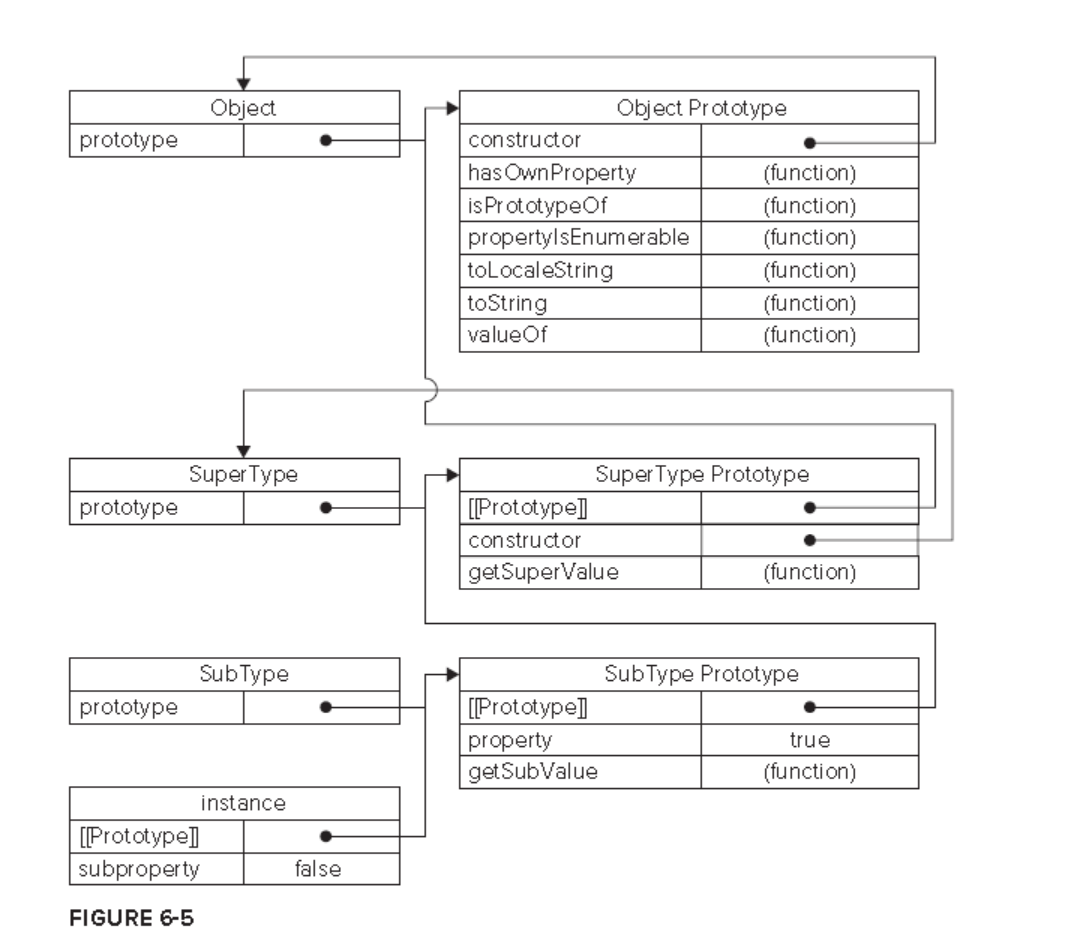 Object
prototype
Object Prototype
constructor
hasOwnProperty (function)
isPrototypeOf (function)
propertyIsEnumerable (function)
toLocaleString (function)
toString (function)
valueOf (function)
SuperType
prototype
SuperType Prototype
[[Prototype]]
constructor
getSuperValue (function)
SubType
prototype
SubType Prototype
[[Prototype]]
property true
getSubValue (function)
instance
[[Prototype]]
subproperty false
FIGURE 6-5